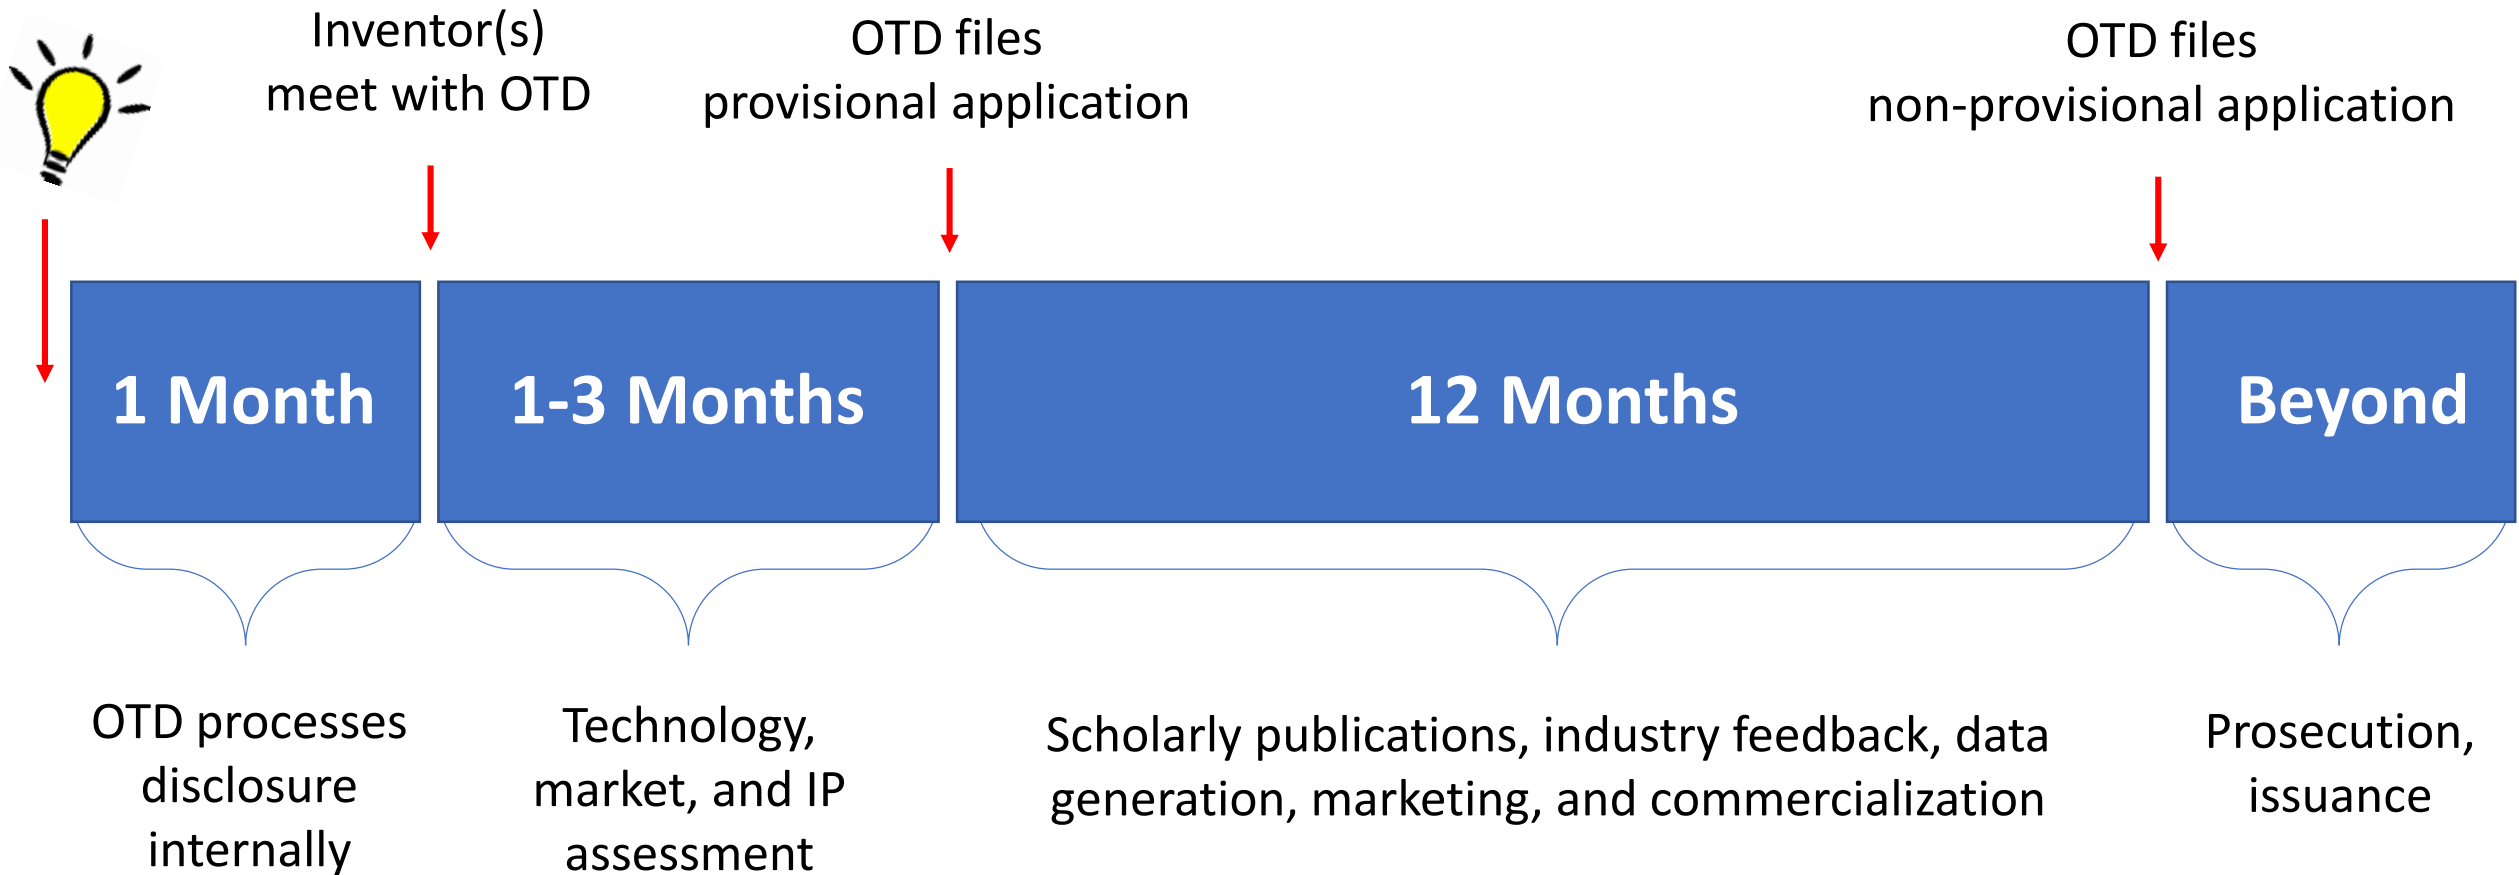 Inventor(s)
meet with OTD
OTD files
provisional application
OTD files
non-provisional application
1 Month
1-3 Months
12 Months
Beyond
OTD processes
disclosure
internally
Technology,
market, and IP
assessment
Scholarly publications, industry feedback, data
generation, marketing, and commercialization
Prosecution,
issuance